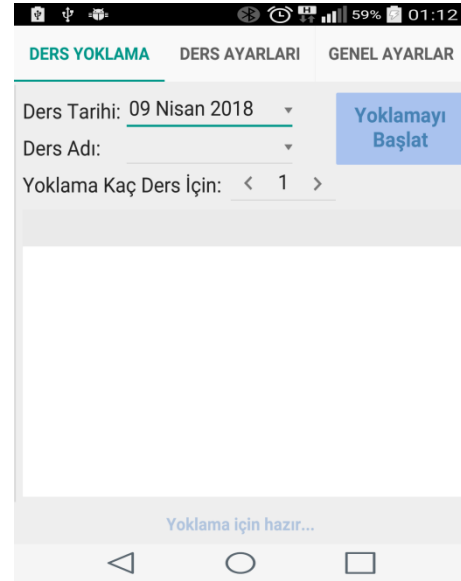 59% 01:12
DERS YOKLAMA DERS AYARLARI GENEL AYARLAR
Ders Tarihi: 09 Nisan 2018
Yoklamayı
Başlat
Ders Adı:
Yoklama Kaç Ders İçin: < 1 >
Yoklama için hazır...